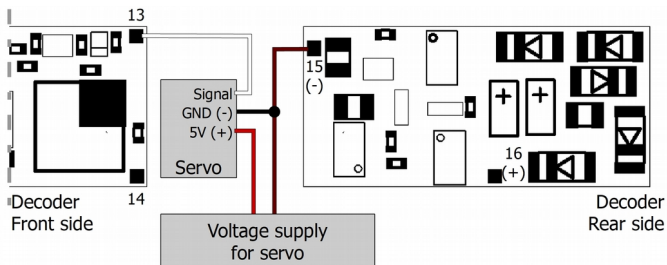 13
Signal
GND (-)
5V (+)
Servo
14
Decoder
Front side
15
(-)
16
(+)
Decoder
Rear side
Voltage supply
for servo